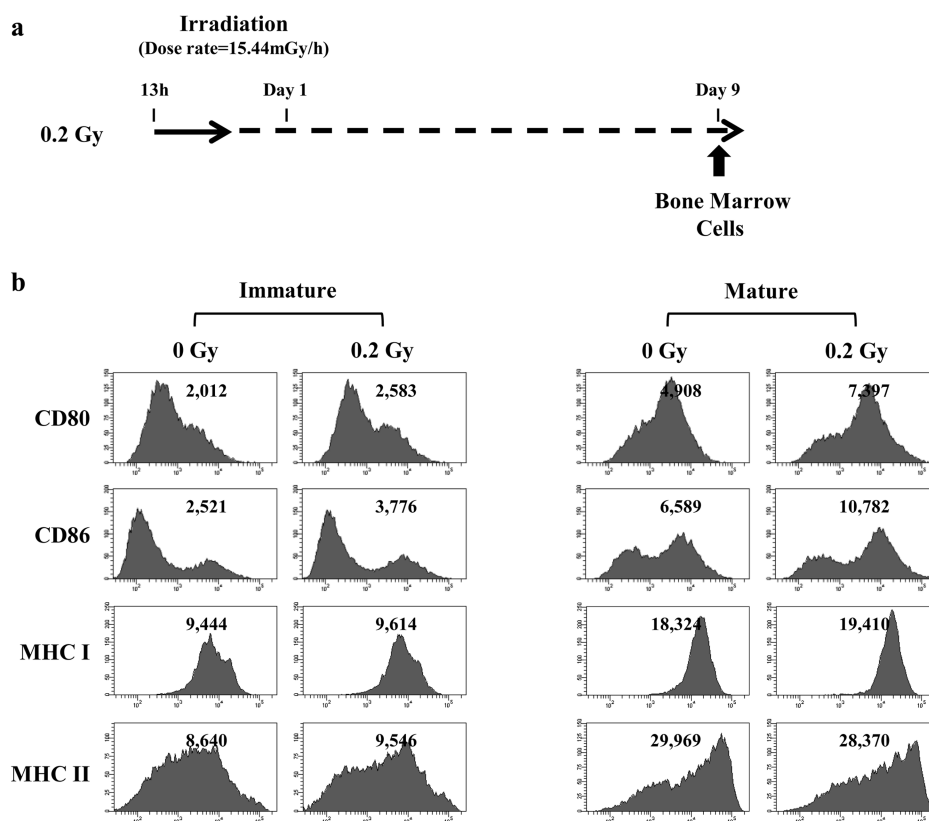 a
Irradiation
(Dose rate=15.44mGy/h)
13h Day 1 Day 9
0.2 Gy
Bone Marrow
Cells
b
Immature Mature
0 Gy 0.2 Gy 0 Gy 0.2 Gy
CD80 2,012 2,583 4,908 7,397
CD86 2,521 3,776 6,589 10,782
MHC I 9,444 9,614 18,324 19,410
MHC II 8,640 9,546 29,969 28,370